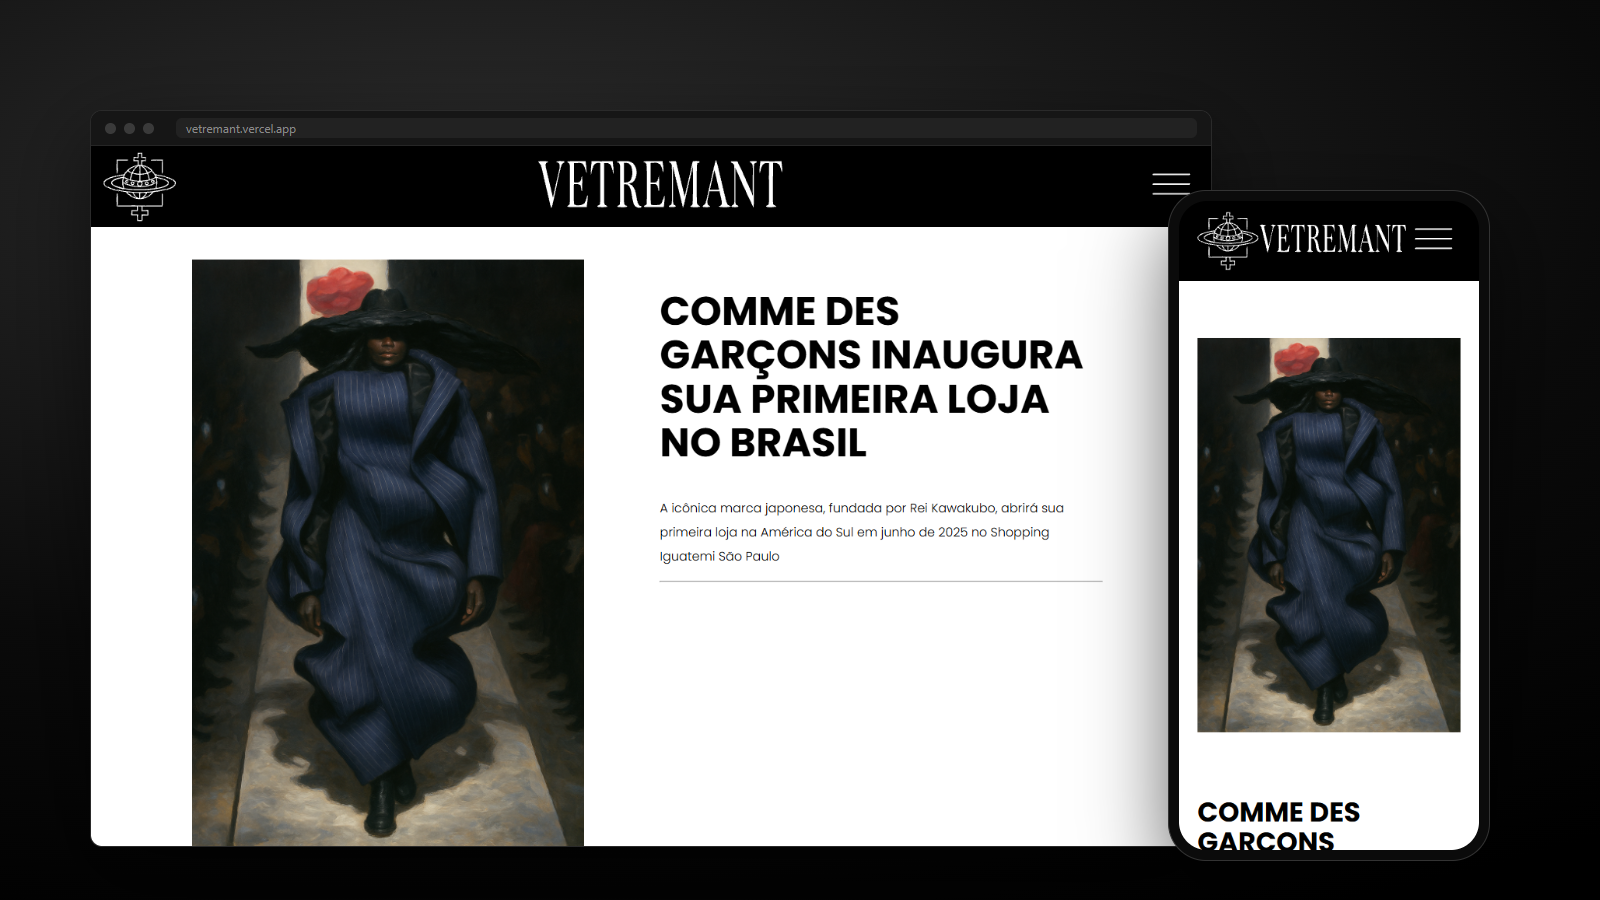 vetremant.vercel.app
VETREMANT
COMME DES
GARÇONS INAUGURA
SUA PRIMEIRA LOJA
NO BRASIL
A icônica marca japonesa, fundada por Rei Kawakubo, abrirá sua
primeira loja na América do Sul em junho de 2025 no Shopping
Iguatemi São Paulo
VETREMANT
COMME DES
GARCONS